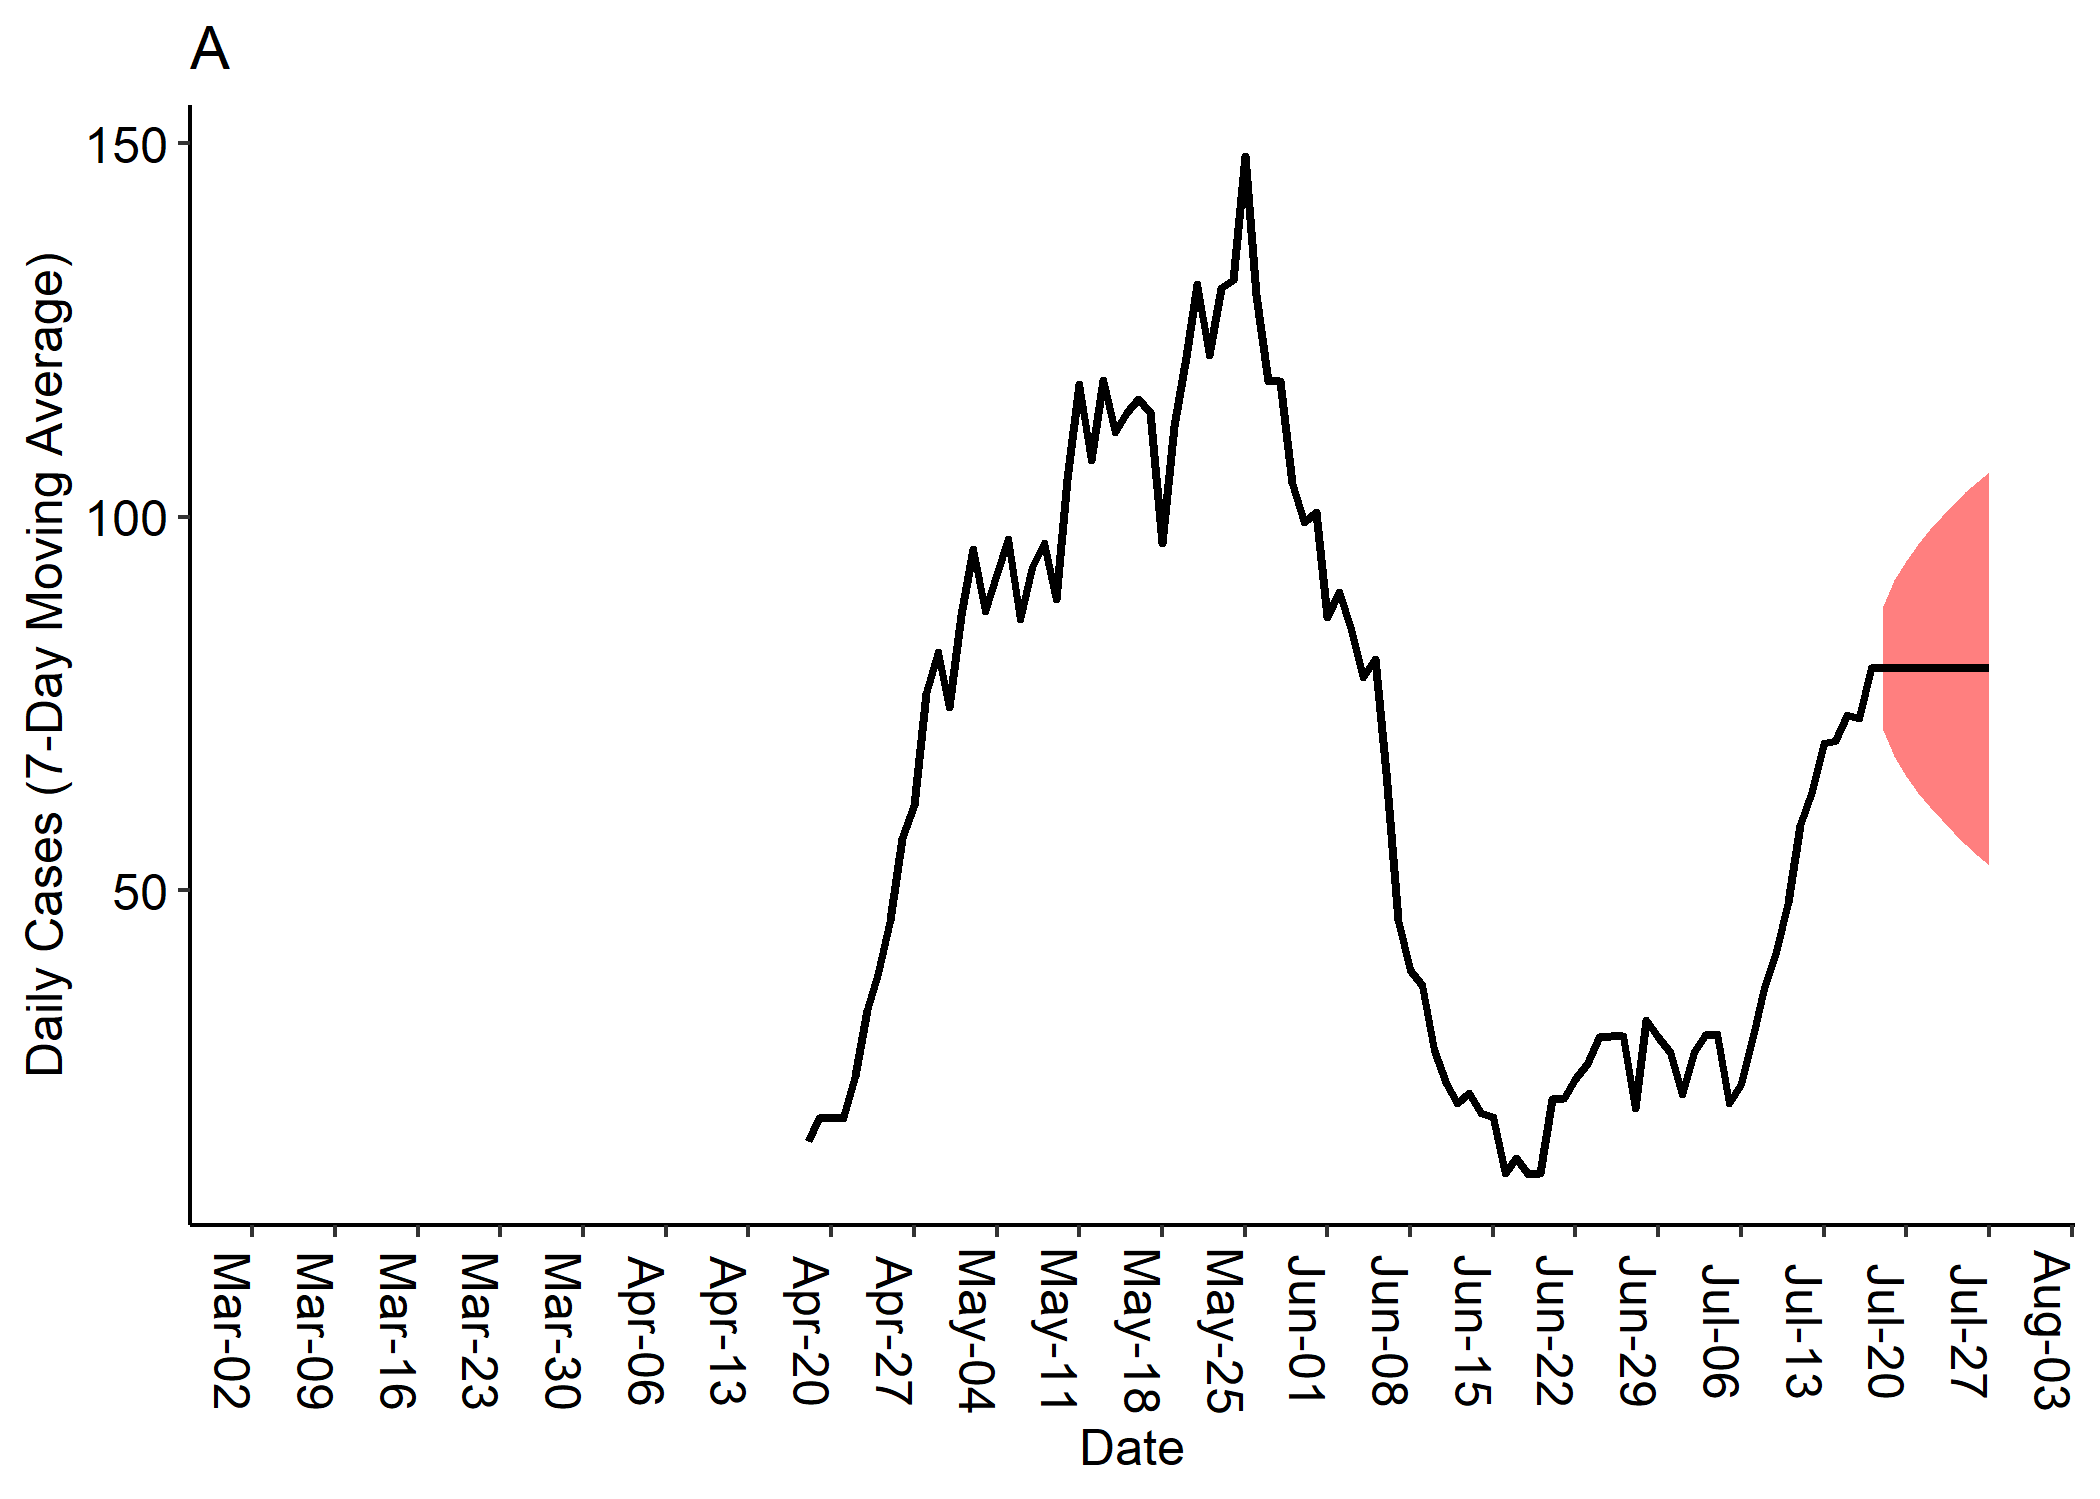 A
Daily Cases (7-Day Moving Average)
150
100
50
Mar-02
Mar-09
Mar-16
Mar-23
Mar-30
Apr-06
Apr-13
Apr-20
Apr-27
May-04
May-11
May-18
May-25
Jun-01
Jun-08
Jun-15
Jun-22
Jun-29
Jul-06
Jul-13
Jul-20
Jul-27
Aug-03
Date